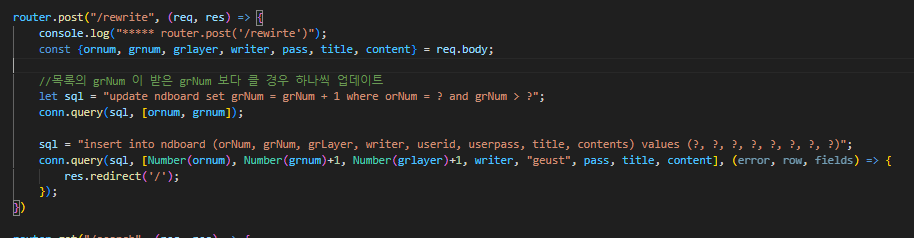 router.post("/rewrite", (req, res) => {
    console.log("***** router.post('/rewirte')");
    const {ornum, grnum, grlayer, writer, pass, title, content} = req.body;

    //목록의 grNum 이 받은 grNum 보다 클 경우 하나씩 업데이트
    let sql = "update ndboard set grNum = grNum + 1 where orNum = ? and grNum > ?";
    conn.query(sql, [ornum, grnum]);

    sql = "insert into ndboard (orNum, grNum, grLayer, writer, userid, userpass, title, contents) values (?, ?, ?, ?, ?, ?, ?, ?)";
    conn.query(sql, [Number(ornum), Number(grnum)+1, Number(grlayer)+1, writer, "geust", pass, title, content], (error, row, fields) => {
        res.redirect('/');
    });
})